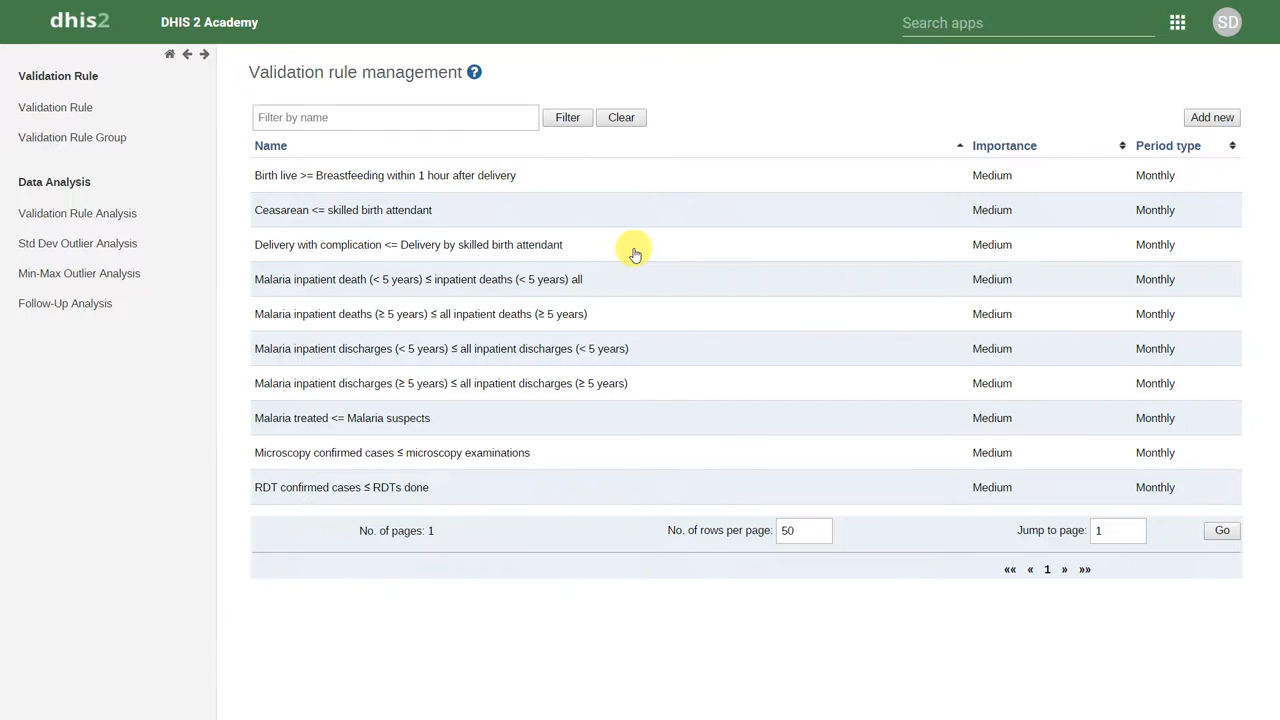 dhis2 DHIS 2 Academy Search apps SD
Validation Rule
Validation Rule
Validation Rule Group
Data Analysis
Validation Rule Analysis
Std Dev Outlier Analysis
Min-Max Outlier Analysis
Follow-Up Analysis
Validation rule management ?
Filter by name Filter Clear Add new
Name Importance Period type
Birth live >= Breastfeeding within 1 hour after delivery Medium Monthly
Ceasarean <= skilled birth attendant Medium Monthly
Delivery with complication <= Delivery by skilled birth attendant Medium Monthly
Malaria inpatient death (< 5 years) ≤ inpatient deaths (< 5 years) all Medium Monthly
Malaria inpatient deaths (≥ 5 years) ≤ all inpatient deaths (≥ 5 years) Medium Monthly
Malaria inpatient discharges (< 5 years) ≤ all inpatient discharges (< 5 years) Medium Monthly
Malaria inpatient discharges (≥ 5 years) ≤ all inpatient discharges (≥ 5 years) Medium Monthly
Malaria treated <= Malaria suspects Medium Monthly
Microscopy confirmed cases ≤ microscopy examinations Medium Monthly
RDT confirmed cases ≤ RDTs done Medium Monthly
No. of pages: 1 No. of rows per page: 50 Jump to page: 1 Go
«« « 1 » »»